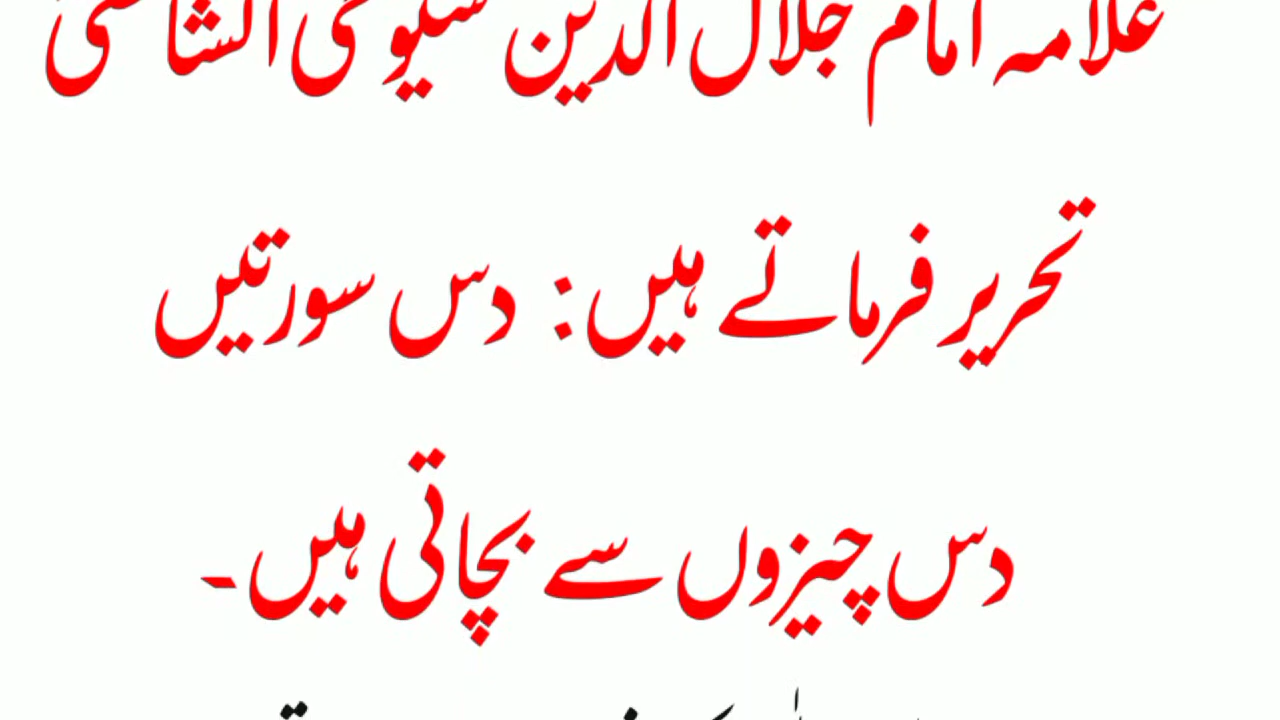 علامہ امام جلال الدین سیوطی الشافعی
تحریر فرماتے ہیں: دس سورتیں
دس چیزوں سے بچاتی ہیں۔